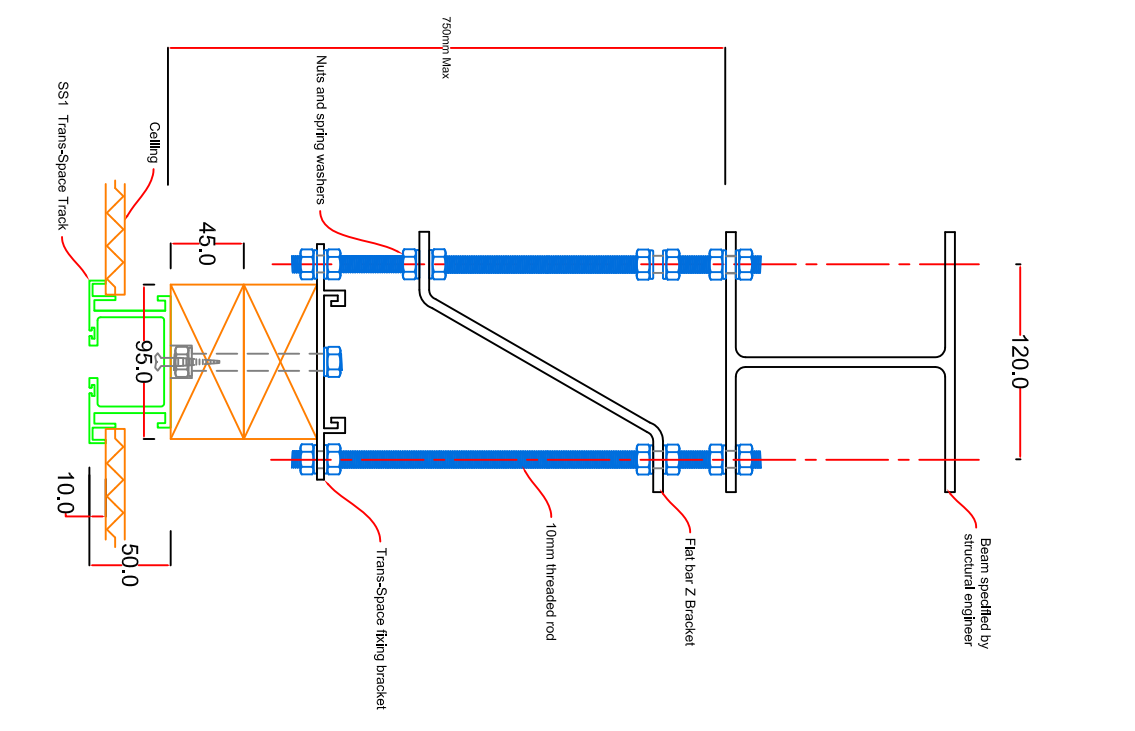 Beam specified by
structural engineer
120.0
Flat bar Z Bracket
10mm threaded rod
750mm Max
Trans-Space fixing bracket
Nuts and spring washers
45.0
95.0
Ceiling
50.0
10.0
SS1 Trans-Space Track